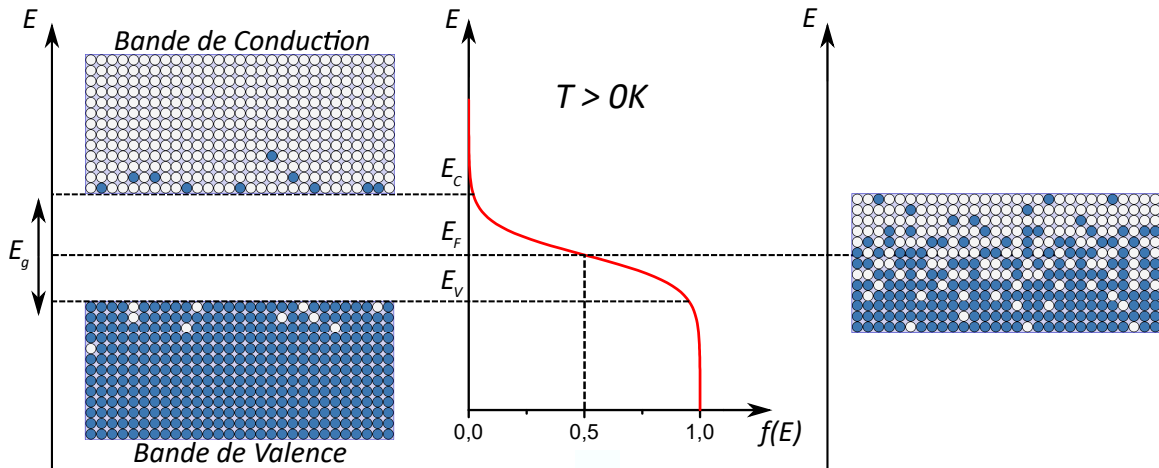 E
Bande de Conduction
E
E
T > 0K
E_C
E_F
E_g
E_V
Bande de Valence
0,0
0,5
1,0
f(E)